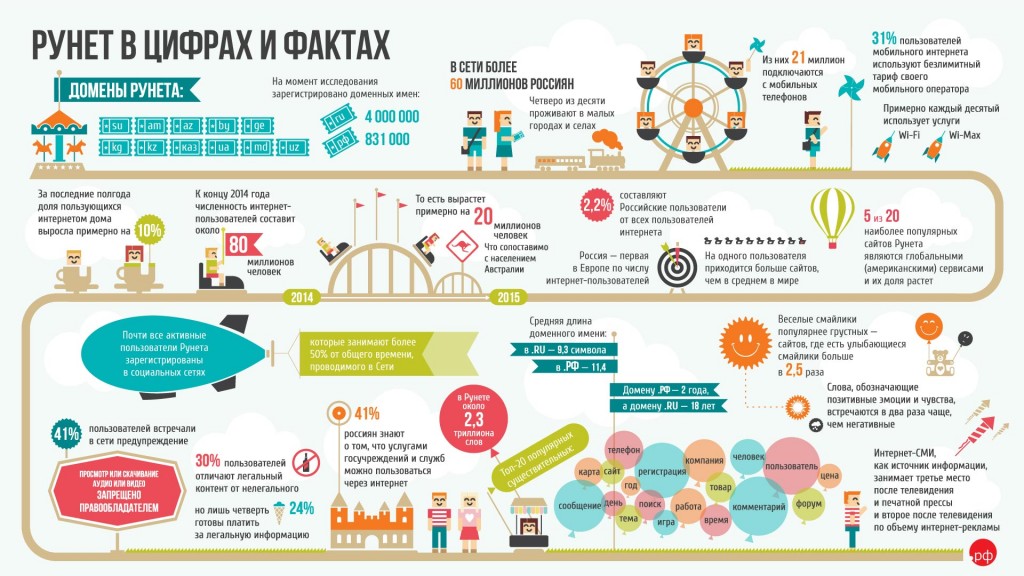 РУНЕТ В ЦИФРАХ И ФАКТАХ
ДОМЕНЫ РУНЕТА:
su am az by ge
kg kz каз ua md uz
На момент исследования
зарегистрировано доменных имен:
ru 4 000 000
рф 831 000
В СЕТИ БОЛЕЕ
60 МИЛЛИОНОВ РОССИЯН
Четверо из десяти
проживают в малых
городах и селах
Из них 21 миллион
подключаются
с мобильных
телефонов
31% пользователей
мобильного интернета
используют безлимитный
тариф своего
мобильного оператора
Примерно каждый десятый
использует услуги
Wi-Fi Wi-Max
За последние полгода
доля пользующихся
интернетом дома
выросла примерно на 10%
К концу 2014 года
численность интернет-
пользователей составит
около 80
миллионов
человек
То есть вырастет
примерно на 20
миллионов
человек
Что сопоставимо
с населением
Австралии
2,2% составляют
Российские пользователи
от всех пользователей
интернета
Россия — первая
в Европе по числу
интернет-пользователей
На одного пользователя
приходится больше сайтов,
чем в среднем в мире
5 из 20
наиболее популярных
сайтов Рунета
являются глобальными
(американскими) сервисами
и их доля растет
2014
2015
Почти все активные
пользователи Рунета
зарегистрированы
в социальных сетях
которые занимают более
50% от общего времени,
проводимого в Сети
Средняя длина
доменного имени:
в .RU — 9,3 символа
в .РФ — 11,4
Домену .РФ — 2 года,
а домену .RU — 18 лет
Веселые смайлики
популярнее грустных —
сайтов, где есть улыбающиеся
смайлики больше
в 2,5 раза
Слова, обозначающие
позитивные эмоции и чувства,
встречаются в два раза чаще,
чем негативные
41% пользователей встречали
в сети предупреждение
ПРОСМОТР ИЛИ СКАЧИВАНИЕ
АУДИО ИЛИ ВИДЕО
ЗАПРЕЩЕНО
ПРАВООБЛАДАТЕЛЕМ
30% пользователей
отличают легальный
контент от нелегального
но лишь четверть 24%
готовы платить
за легальную информацию
41%
россиян знают
о том, что услугами
госучреждений и служб
можно пользоваться
через интернет
в Рунете
около
2,3
триллиона
слов
Топ-20 популярных
существительных:
телефон
карта
сайт
год
регистрация
компания
человек
пользователь
цена
товар
сообщение
день
тема
поиск
игра
работа
время
комментарий
форум
Интернет-СМИ,
как источник информации,
занимает третье место
после телевидения
и печатной прессы
и второе после телевидения
по объему интернет-рекламы
.рф